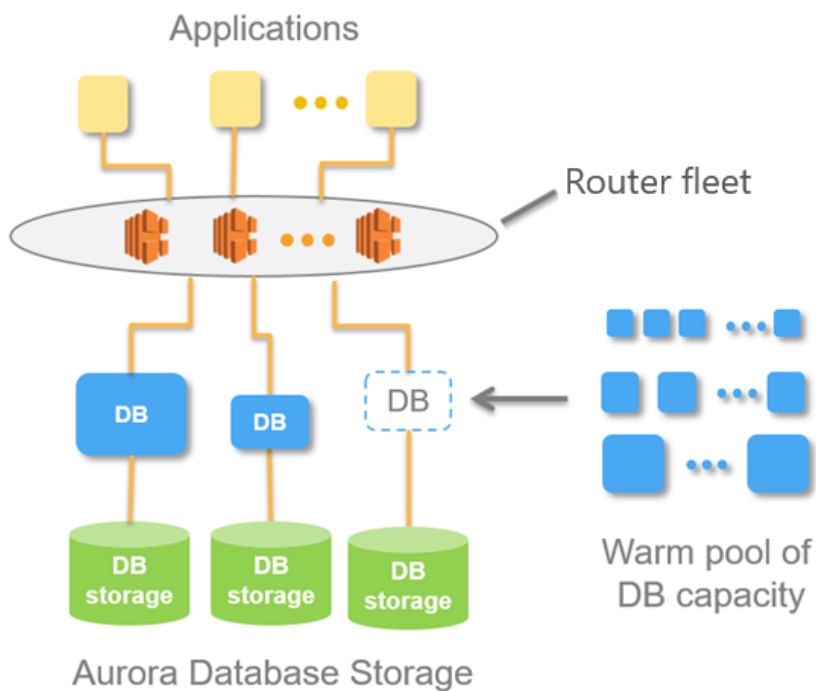 Applications
Router fleet
DB
DB
DB
DB
storage
DB
storage
DB
storage
Warm pool of
DB capacity
Aurora Database Storage